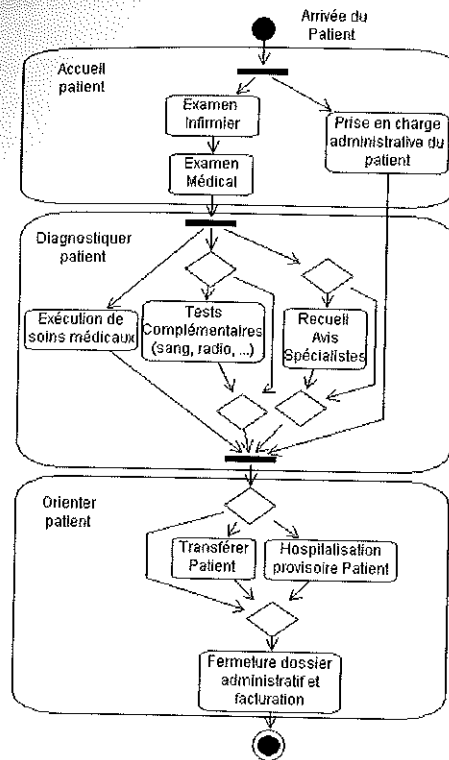 Arrivée du
Patient
Accueil
patient
Examen
Infirmier
Prise en charge
administrative du
patient
Examen
Médical
Diagnostiquer
patient
Exécution de
soins médicaux
Tests
Complémentaires
(sang, radio, ...)
Recueil
Avis
Spécialistes
Orienter
patient
Transférer
Patient
Hospitalisation
provisoire Patient
Fermeture dossier
administratif et
facturation